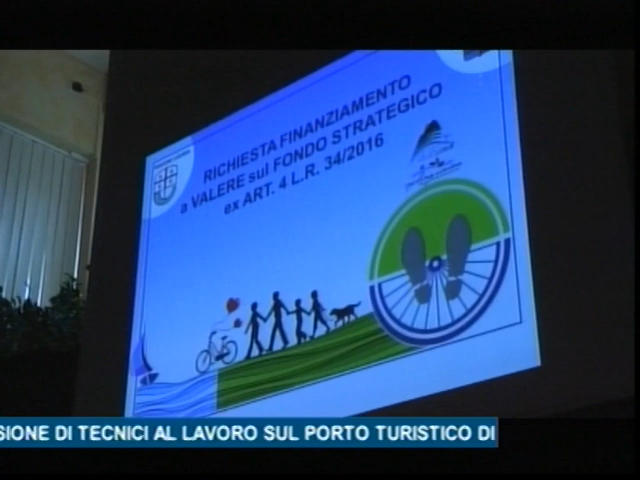 RICHIESTA FINANZIAMENTO
a VALERE sul FONDO STRATEGICO
ex ART. 4 L.R. 34/2016
SIONE DI TECNICI AL LAVORO SUL PORTO TURISTICO DI